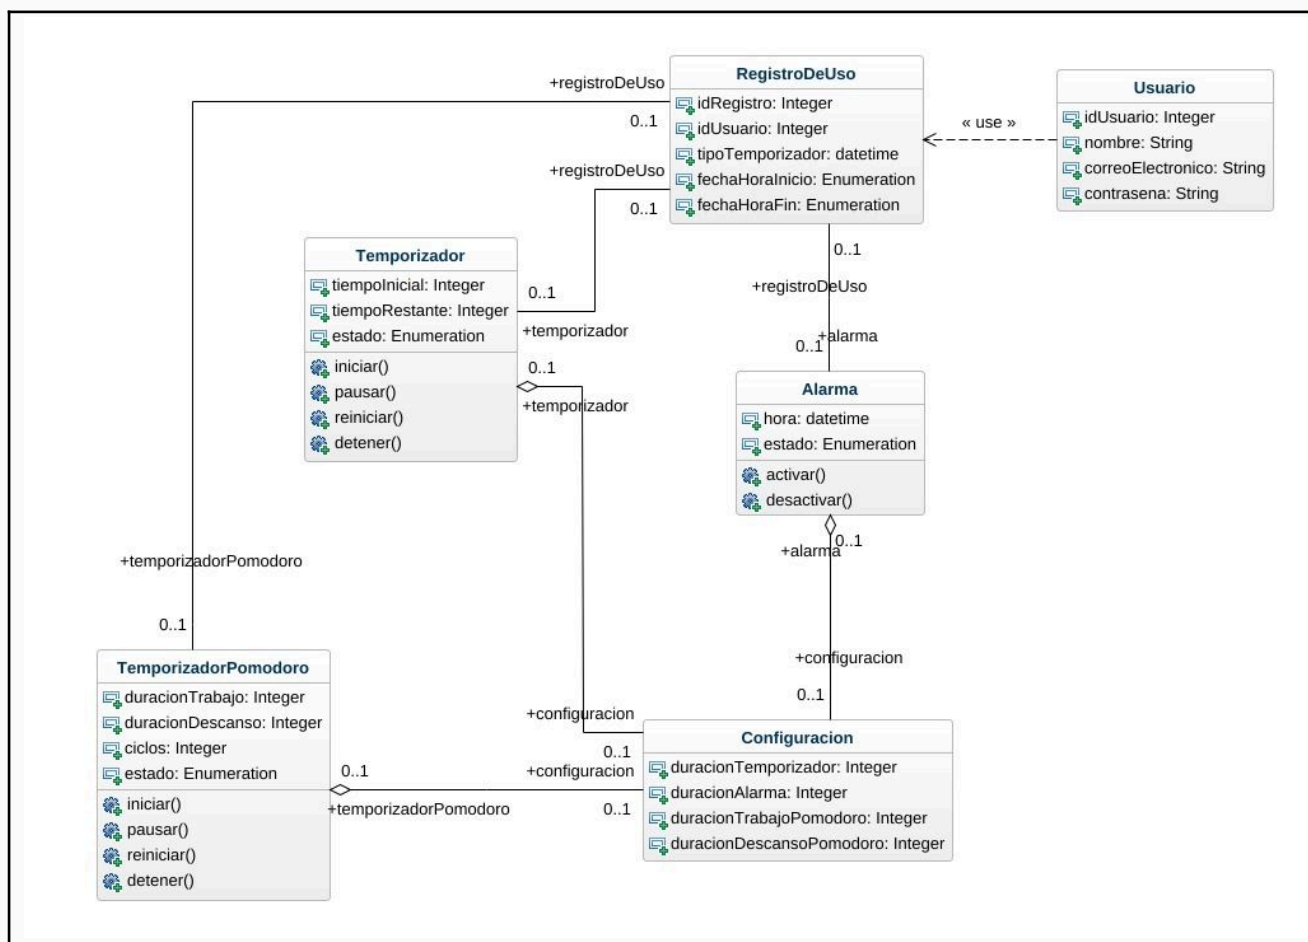 +registroDeUso
0..1
RegistroDeUso
idRegistro: Integer
idUsuario: Integer
tipoTemporizador: datetime
fechaHoraInicio: Enumeration
fechaHoraFin: Enumeration
« use »
Usuario
idUsuario: Integer
nombre: String
correoElectronico: String
contrasena: String
+registroDeUso
0..1
0..1
+registroDeUso
Temporizador
tiempoInicial: Integer
tiempoRestante: Integer
estado: Enumeration
iniciar()
pausar()
reiniciar()
detener()
0..1
+temporizador
0..1
+temporizador
+alarma
0..1
Alarma
hora: datetime
estado: Enumeration
activar()
desactivar()
0..1
+alarma
+temporizadorPomodoro
0..1
+configuracion
0..1
TemporizadorPomodoro
duracionTrabajo: Integer
duracionDescanso: Integer
ciclos: Integer
estado: Enumeration
iniciar()
pausar()
reiniciar()
detener()
+configuracion
0..1
0..1
+temporizadorPomodoro
+configuracion
0..1
Configuracion
duracionTemporizador: Integer
duracionAlarma: Integer
duracionTrabajoPomodoro: Integer
duracionDescansoPomodoro: Integer